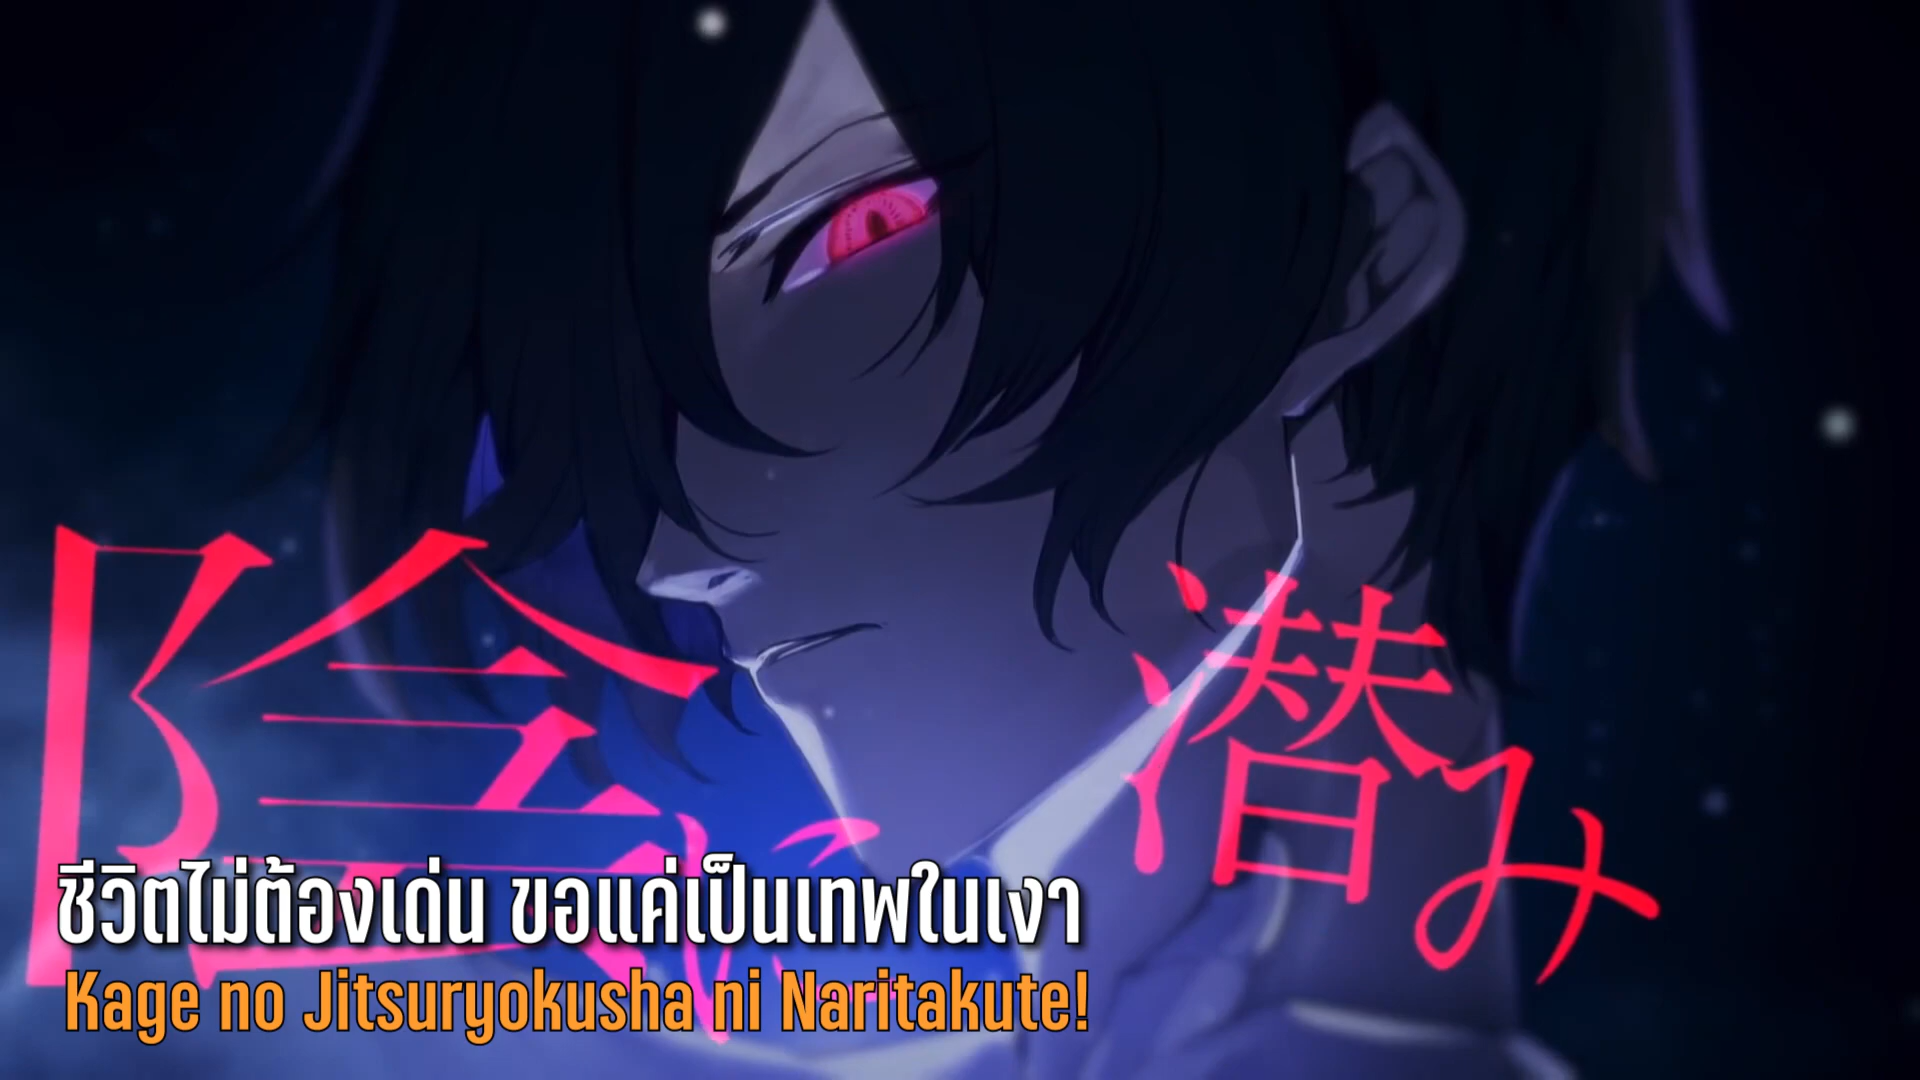 陰に
潜み
ชีวิตไม่ต้องเด่น ขอแค่เป็นเทพในเงา
Kage no Jitsuryokusha ni Naritakute!